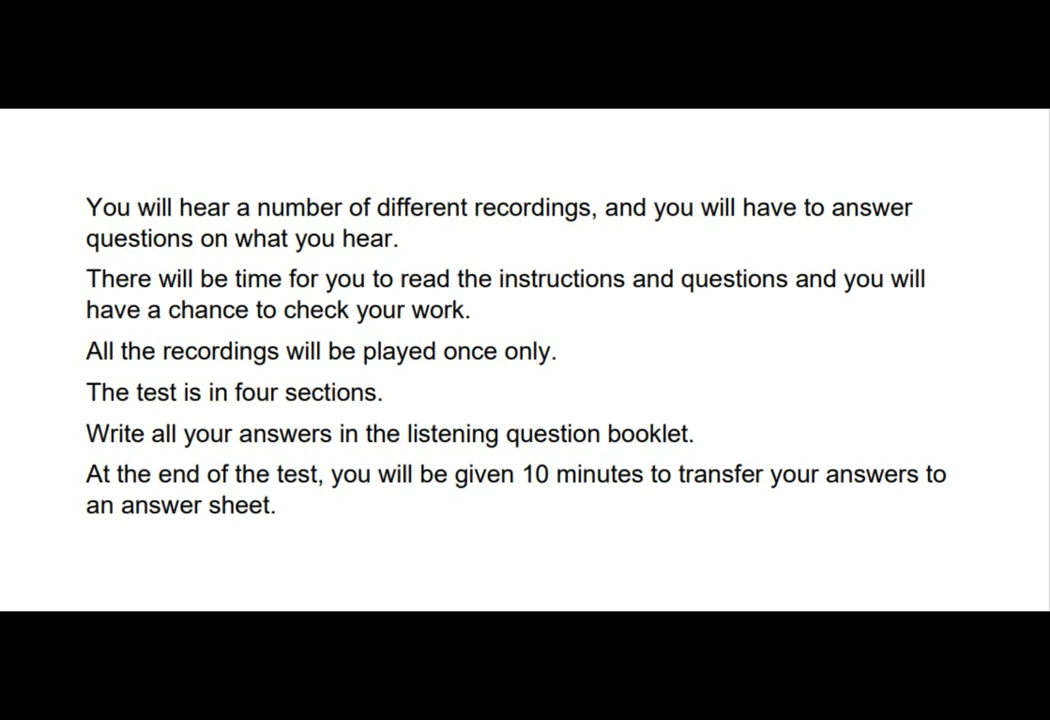 You will hear a number of different recordings, and you will have to answer
questions on what you hear.
There will be time for you to read the instructions and questions and you will
have a chance to check your work.
All the recordings will be played once only.
The test is in four sections.
Write all your answers in the listening question booklet.
At the end of the test, you will be given 10 minutes to transfer your answers to
an answer sheet.